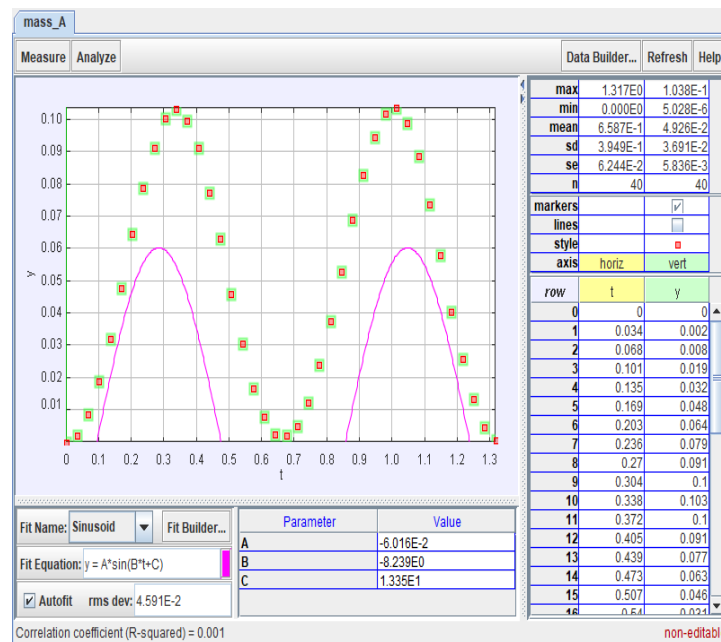 mass_A
Measure Analyze Data Builder... Refresh Help
max 1.317E0 1.038E-1
min 0.000E0 5.028E-6
mean 6.587E-1 4.926E-2
sd 3.949E-1 3.691E-2
se 6.244E-2 5.836E-3
n 40 40
markers
lines
style
axis horiz vert
row t y
0 0 0
1 0.034 0.002
2 0.068 0.008
3 0.101 0.019
4 0.135 0.032
5 0.169 0.048
6 0.203 0.064
7 0.236 0.079
8 0.27 0.091
9 0.304 0.1
10 0.338 0.103
11 0.372 0.1
12 0.405 0.091
13 0.439 0.077
14 0.473 0.063
15 0.507 0.046
16 0.54 0.031
0.10
0.09
0.08
0.07
0.06
0.05
0.04
0.03
0.02
0.01
y
0 0.1 0.2 0.3 0.4 0.5 0.6 0.7 0.8 0.9 1.0 1.1 1.2 1.3
t
Fit Name: Sinusoid Fit Builder...
Fit Equation: y = A*sin(B*t+C)
Autofit rms dev: 4.591E-2
Parameter Value
A -6.016E-2
B -8.239E0
C 1.335E1
Correlation coefficient (R-squared) = 0.001 non-editabl